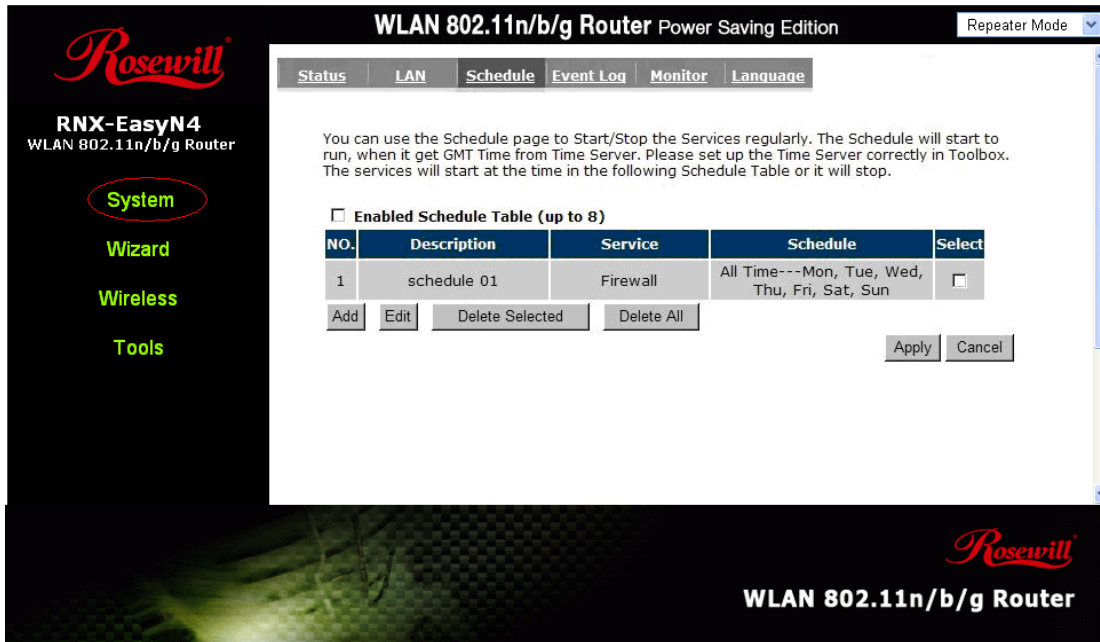 Rosewill
WLAN 802.11n/b/g Router Power Saving Edition
Repeater Mode
Status LAN Schedule Event Log Monitor Language
RNX-EasyN4
WLAN 802.11n/b/g Router
System
Wizard
Wireless
Tools
You can use the Schedule page to Start/Stop the Services regularly. The Schedule will start to
run, when it get GMT Time from Time Server. Please set up the Time Server correctly in Toolbox.
The services will start at the time in the following Schedule Table or it will stop.
Enabled Schedule Table (up to 8)
NO. Description Service Schedule Select
1 schedule 01 Firewall All Time---Mon, Tue, Wed,
Thu, Fri, Sat, Sun
Add Edit Delete Selected Delete All
Apply Cancel
Rosewill
WLAN 802.11n/b/g Router